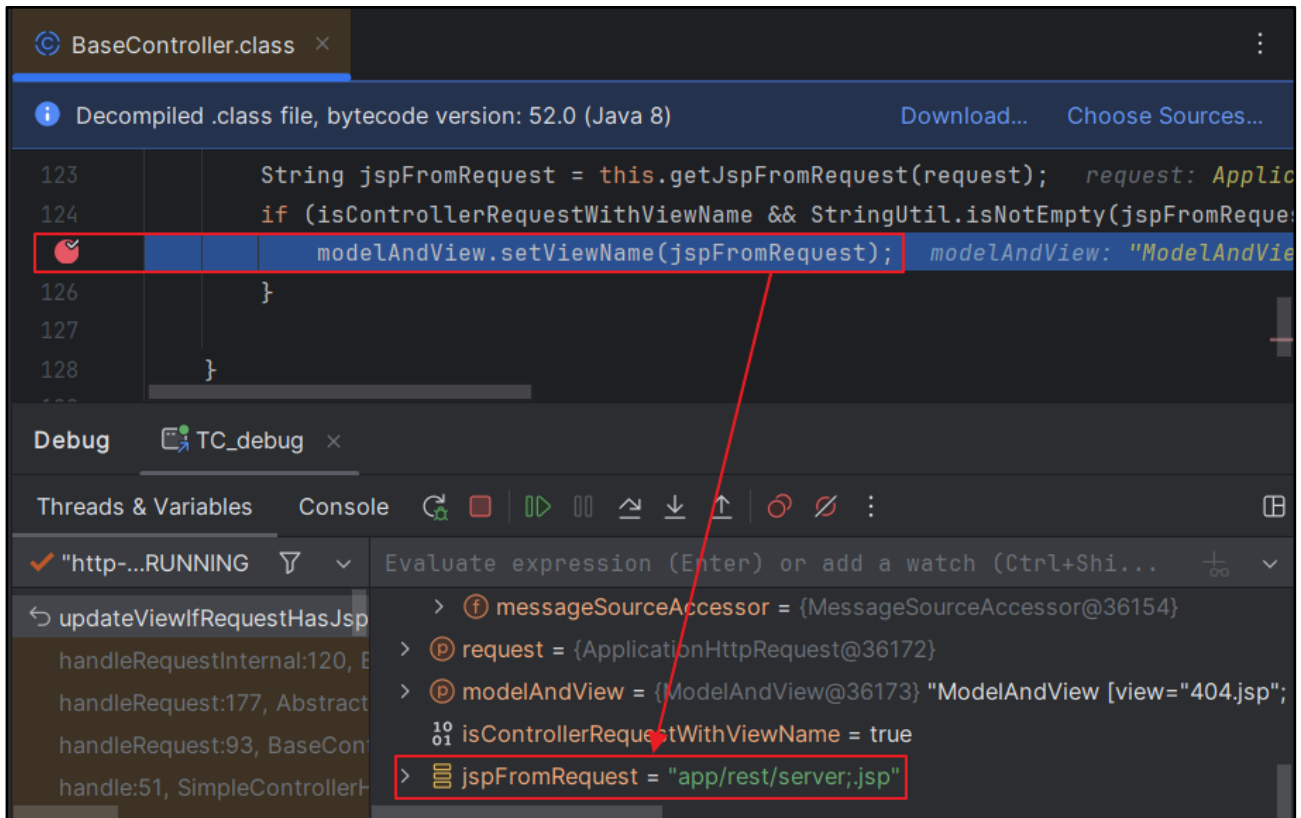 BaseController.class
Decompiled .class file, bytecode version: 52.0 (Java 8) Download... Choose Sources...
123 String jspFromRequest = this.getJspFromRequest(request); request: Applic
124 if (isControllerRequestWithViewName && StringUtil.isNotEmpty(jspFromReques
modelAndView.setViewName(jspFromRequest); modelAndView: "ModelAndVie
126 }
127
128 }
Debug TC_debug
Threads & Variables Console
"http-...RUNNING Evaluate expression (Enter) or add a watch (Ctrl+Shi...
updateViewIfRequestHasJsp
handleRequestInternal:120, B
handleRequest:177, Abstract
handleRequest:93, BaseCont
handle:51, SimpleControllerH
messageSourceAccessor = {MessageSourceAccessor@36154}
request = {ApplicationHttpRequest@36172}
modelAndView = {ModelAndView@36173} "ModelAndView [view="404.jsp";
isControllerRequestWithViewName = true
jspFromRequest = "app/rest/server;.jsp"